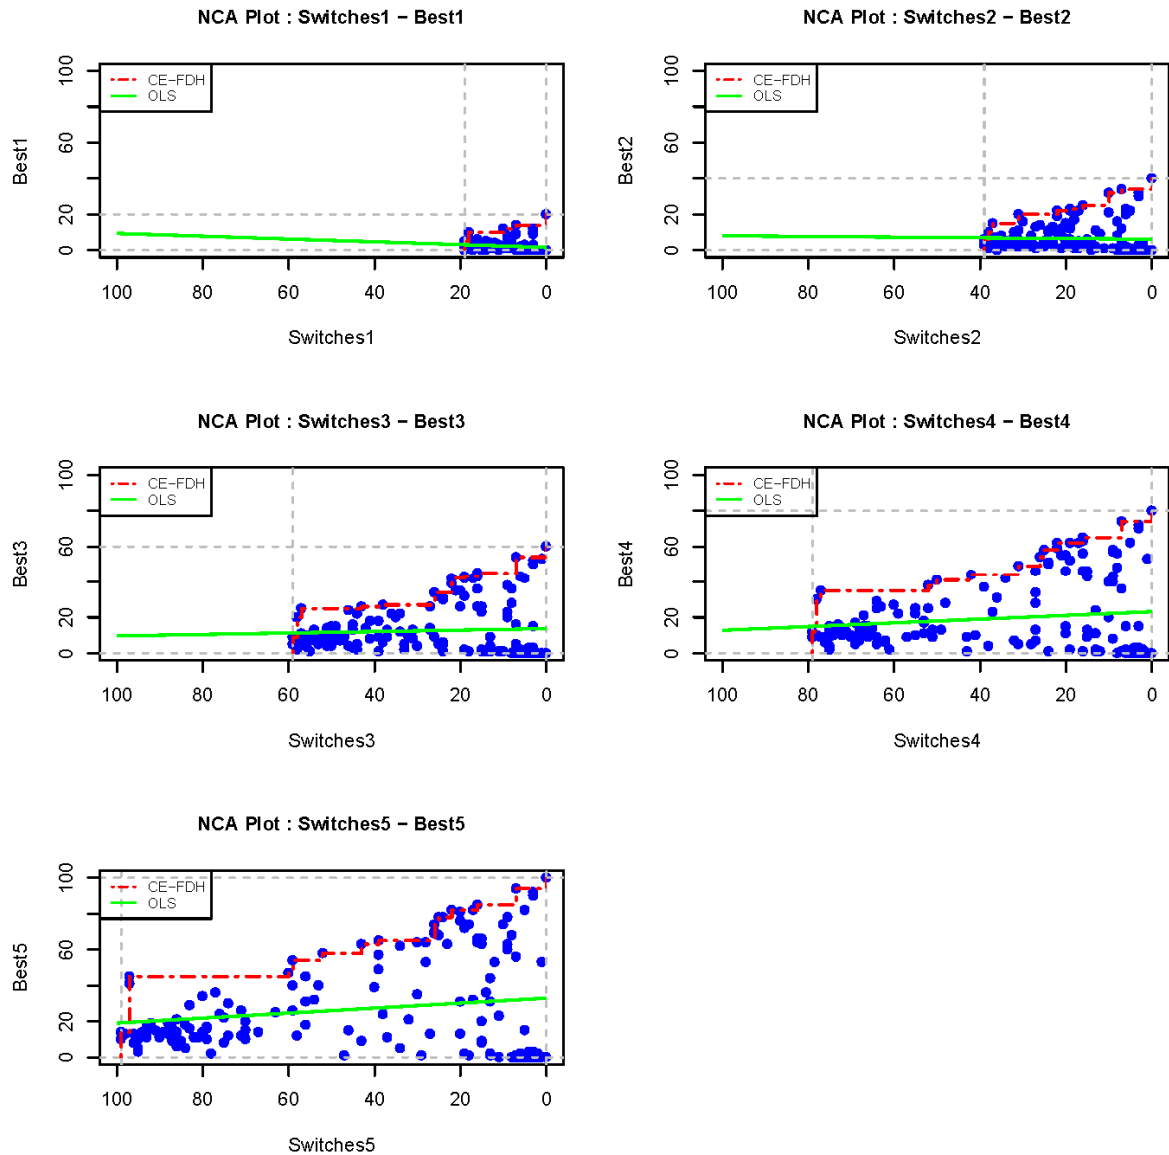 NCA Plot : Switches1 − Best1
CE−FDH
OLS
Best1
100
60
20
0
100 80 60 40 20 0
Switches1
NCA Plot : Switches2 − Best2
CE−FDH
OLS
Best2
100
60
20
0
100 80 60 40 20 0
Switches2
NCA Plot : Switches3 − Best3
CE−FDH
OLS
Best3
100
60
20
0
100 80 60 40 20 0
Switches3
NCA Plot : Switches4 − Best4
CE−FDH
OLS
Best4
100
60
20
0
100 80 60 40 20 0
Switches4
NCA Plot : Switches5 − Best5
CE−FDH
OLS
Best5
100
60
20
0
100 80 60 40 20 0
Switches5